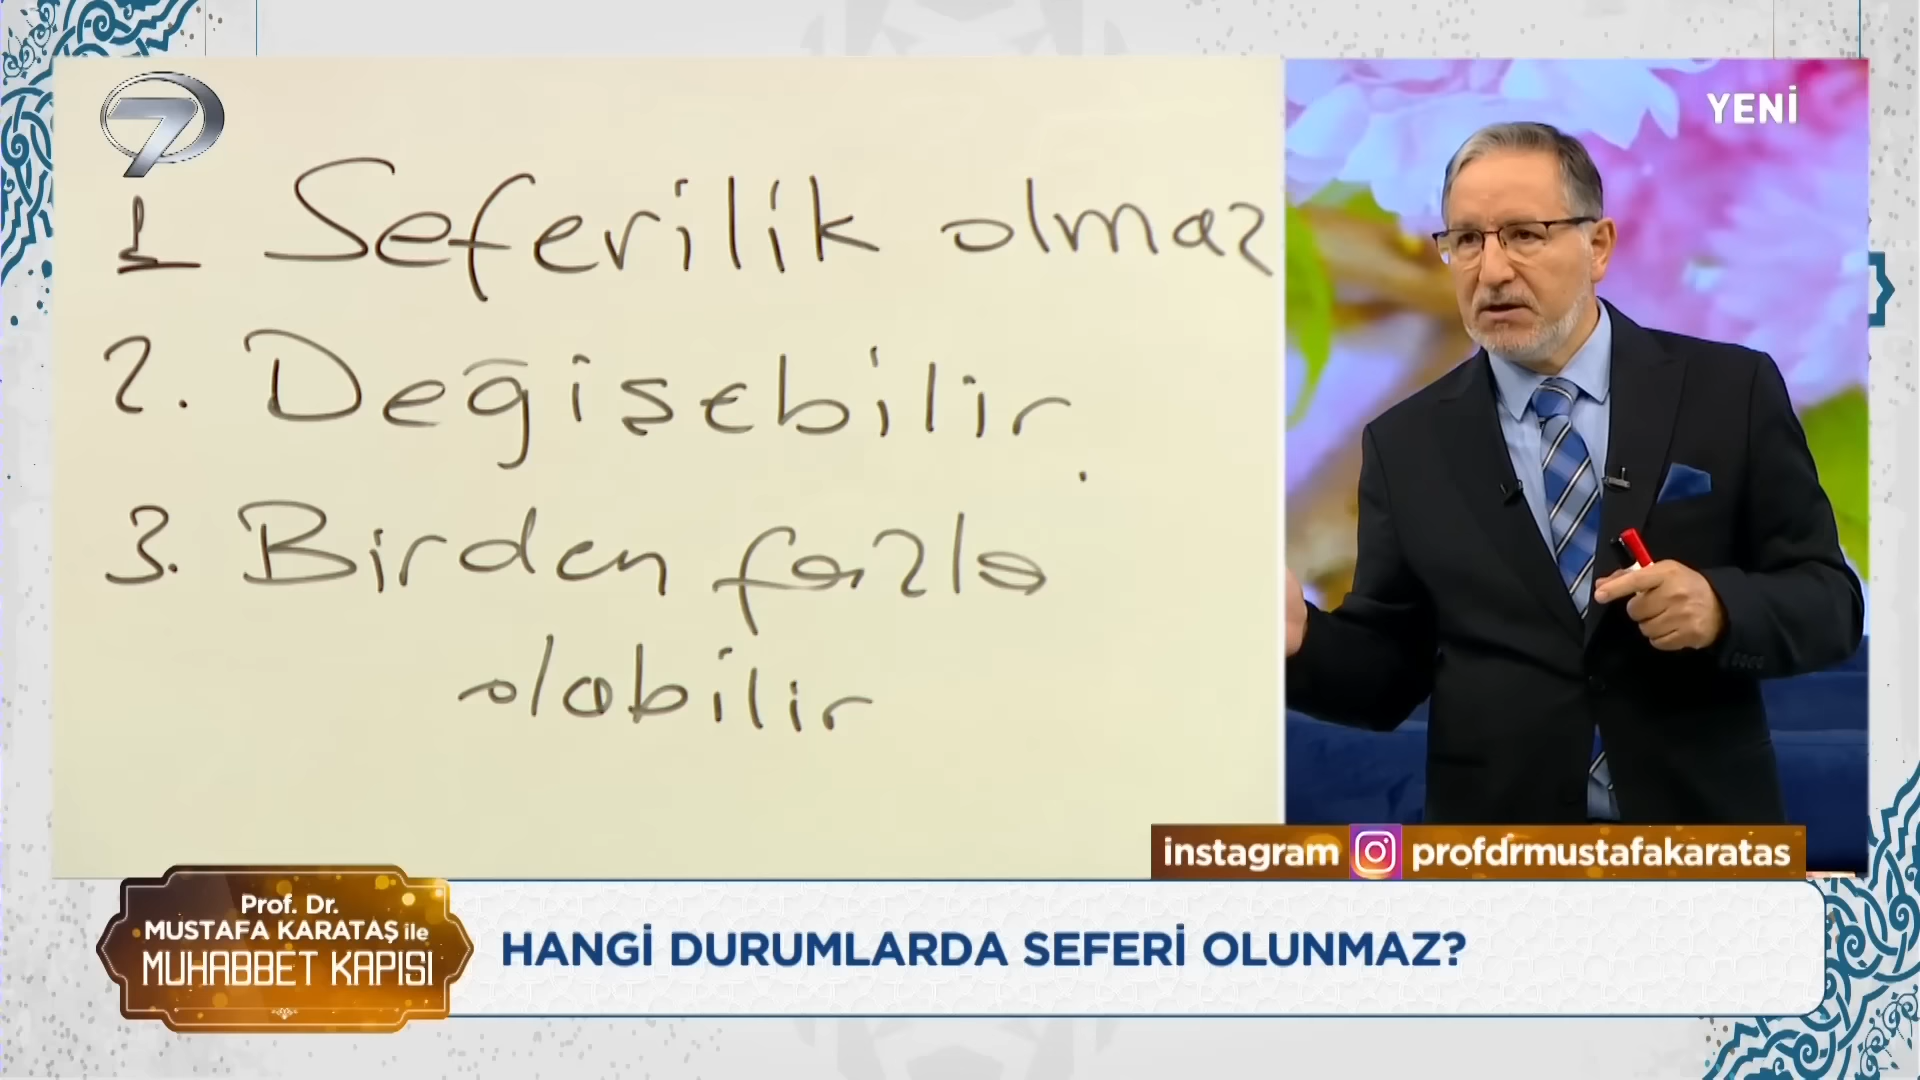 7
YENİ
1 Seferilik olmaz
2. Değişebilir.
3. Birden fazla
olabilir
instagram profdrmustafakaratas
Prof. Dr.
MUSTAFA KARATAŞ ile
MUHABBET KAPISI
HANGİ DURUMLARDA SEFERİ OLUNMAZ?